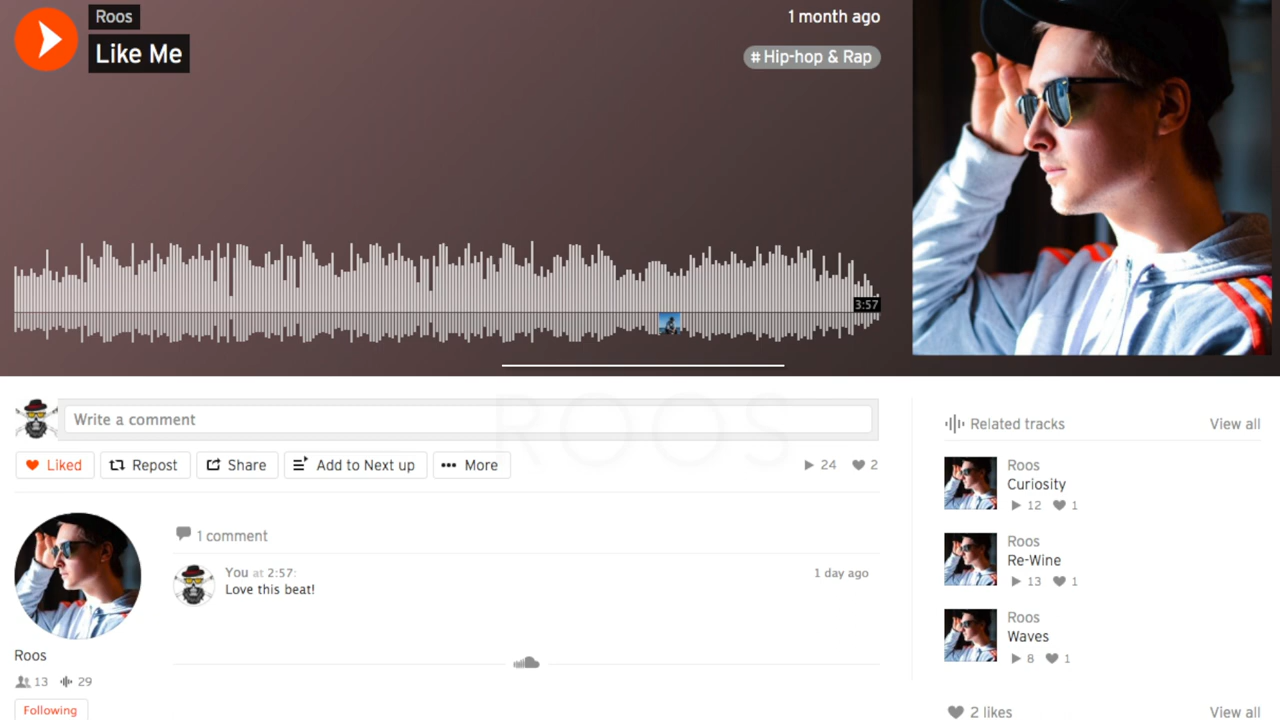 Roos
1 month ago
Like Me
# Hip-hop & Rap
3:57
Write a comment
ROOS
Liked
Repost
Share
Add to Next up
More
24
2
1 comment
You at 2:57:
1 day ago
Love this beat!
Roos
13
29
Following
Related tracks
View all
Roos
Curiosity
12
1
Roos
Re-Wine
13
1
Roos
Waves
8
1
2 likes
View all